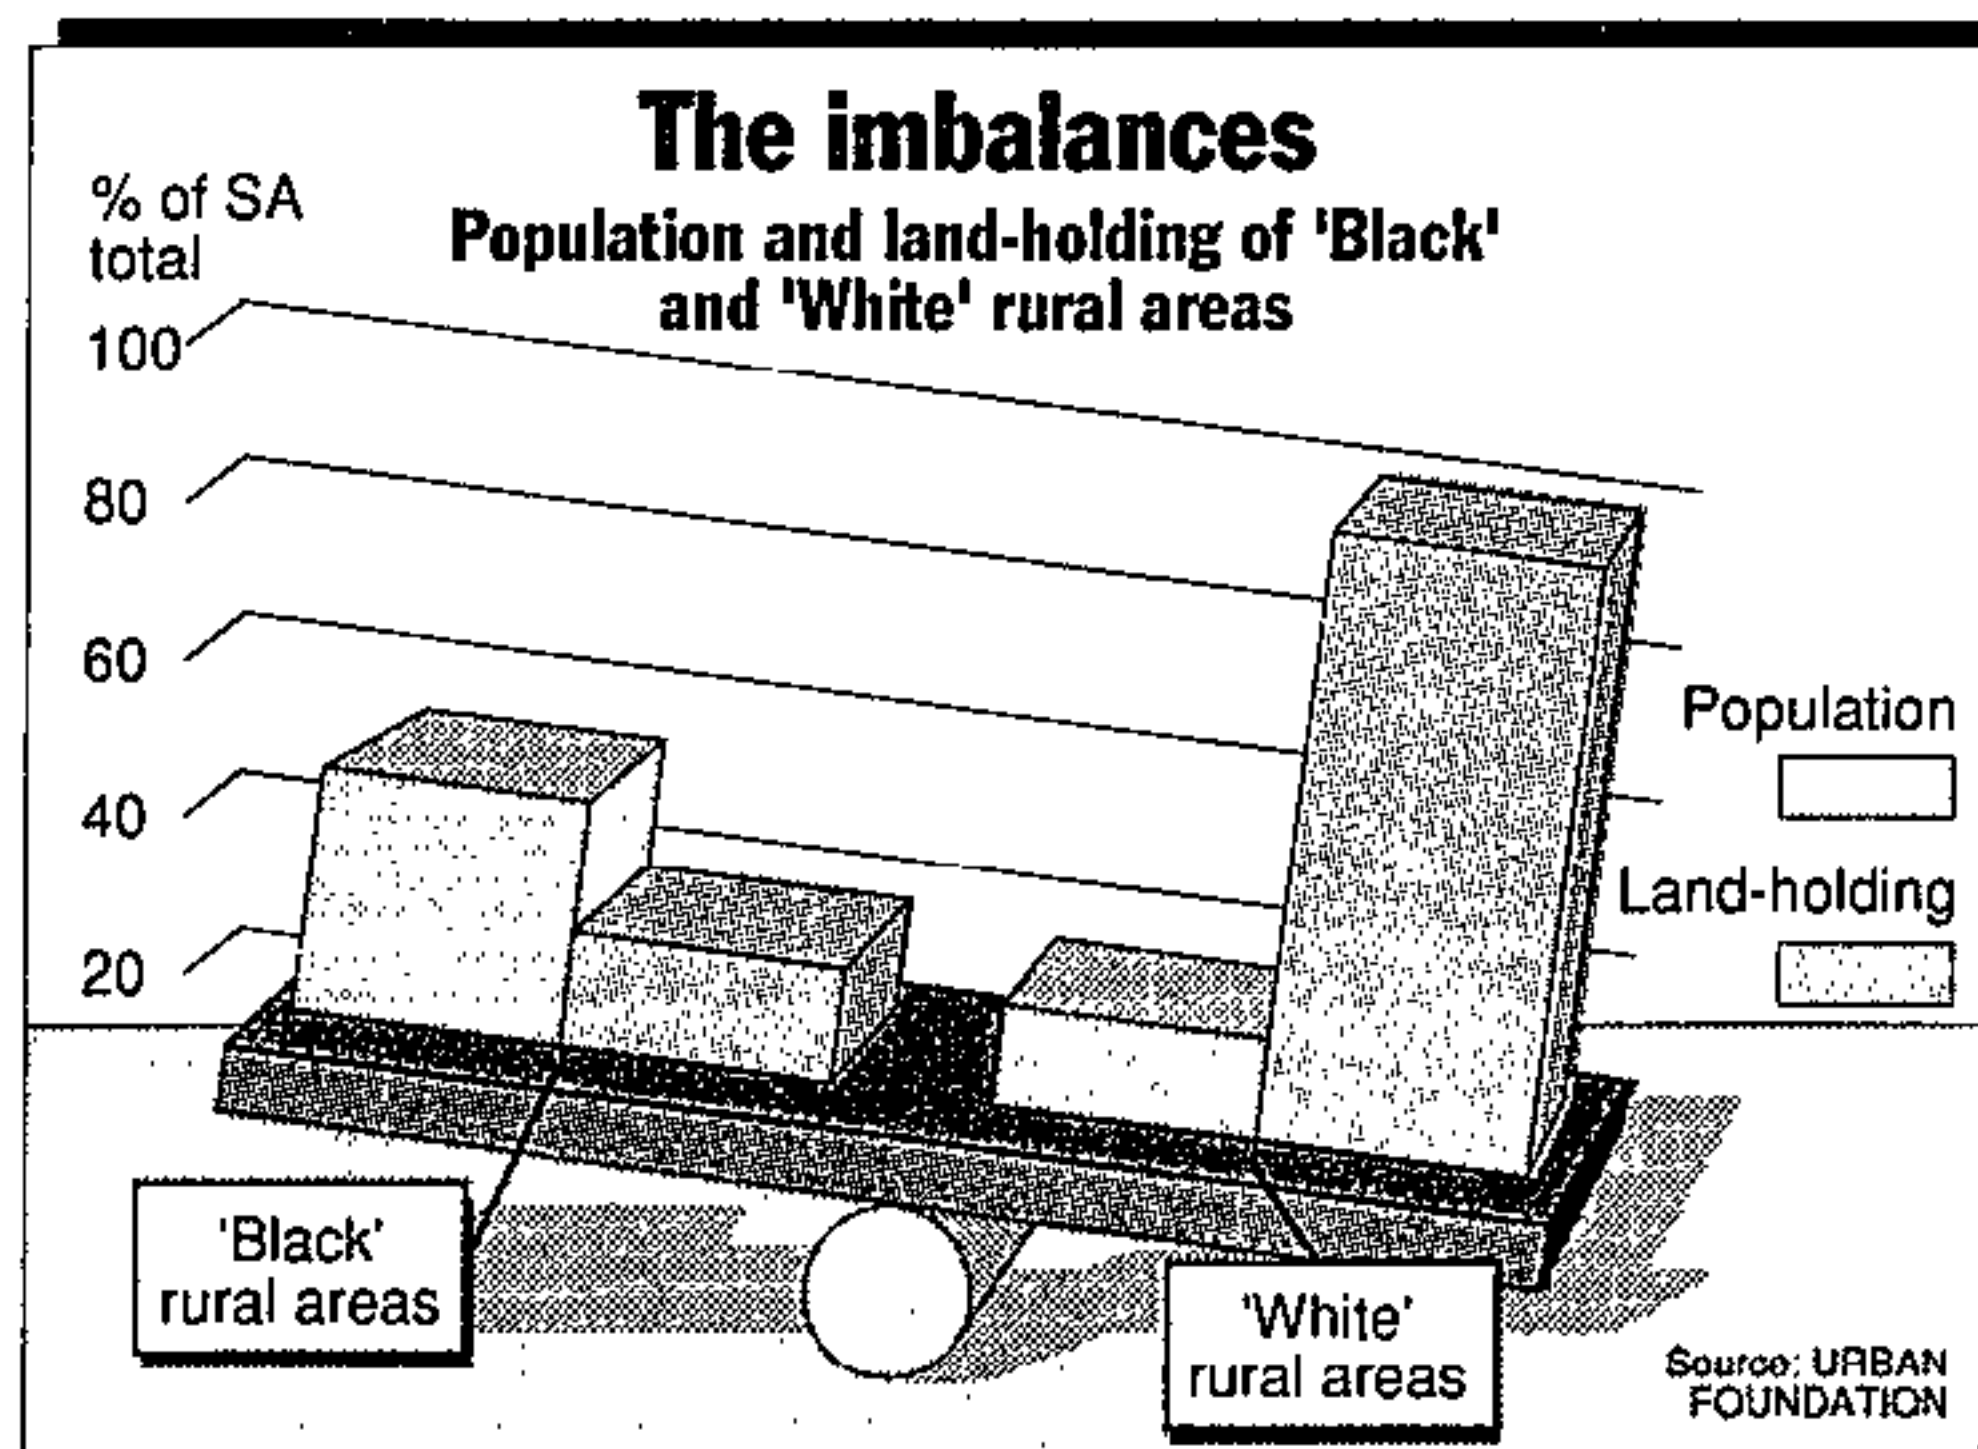 The imbalances
Population and land-holding of 'Black'
and 'White' rural areas
% of SA
total
100
80
60
40
20
Population
Land-holding
'Black'
rural areas
'White'
rural areas
Source: URBAN
FOUNDATION